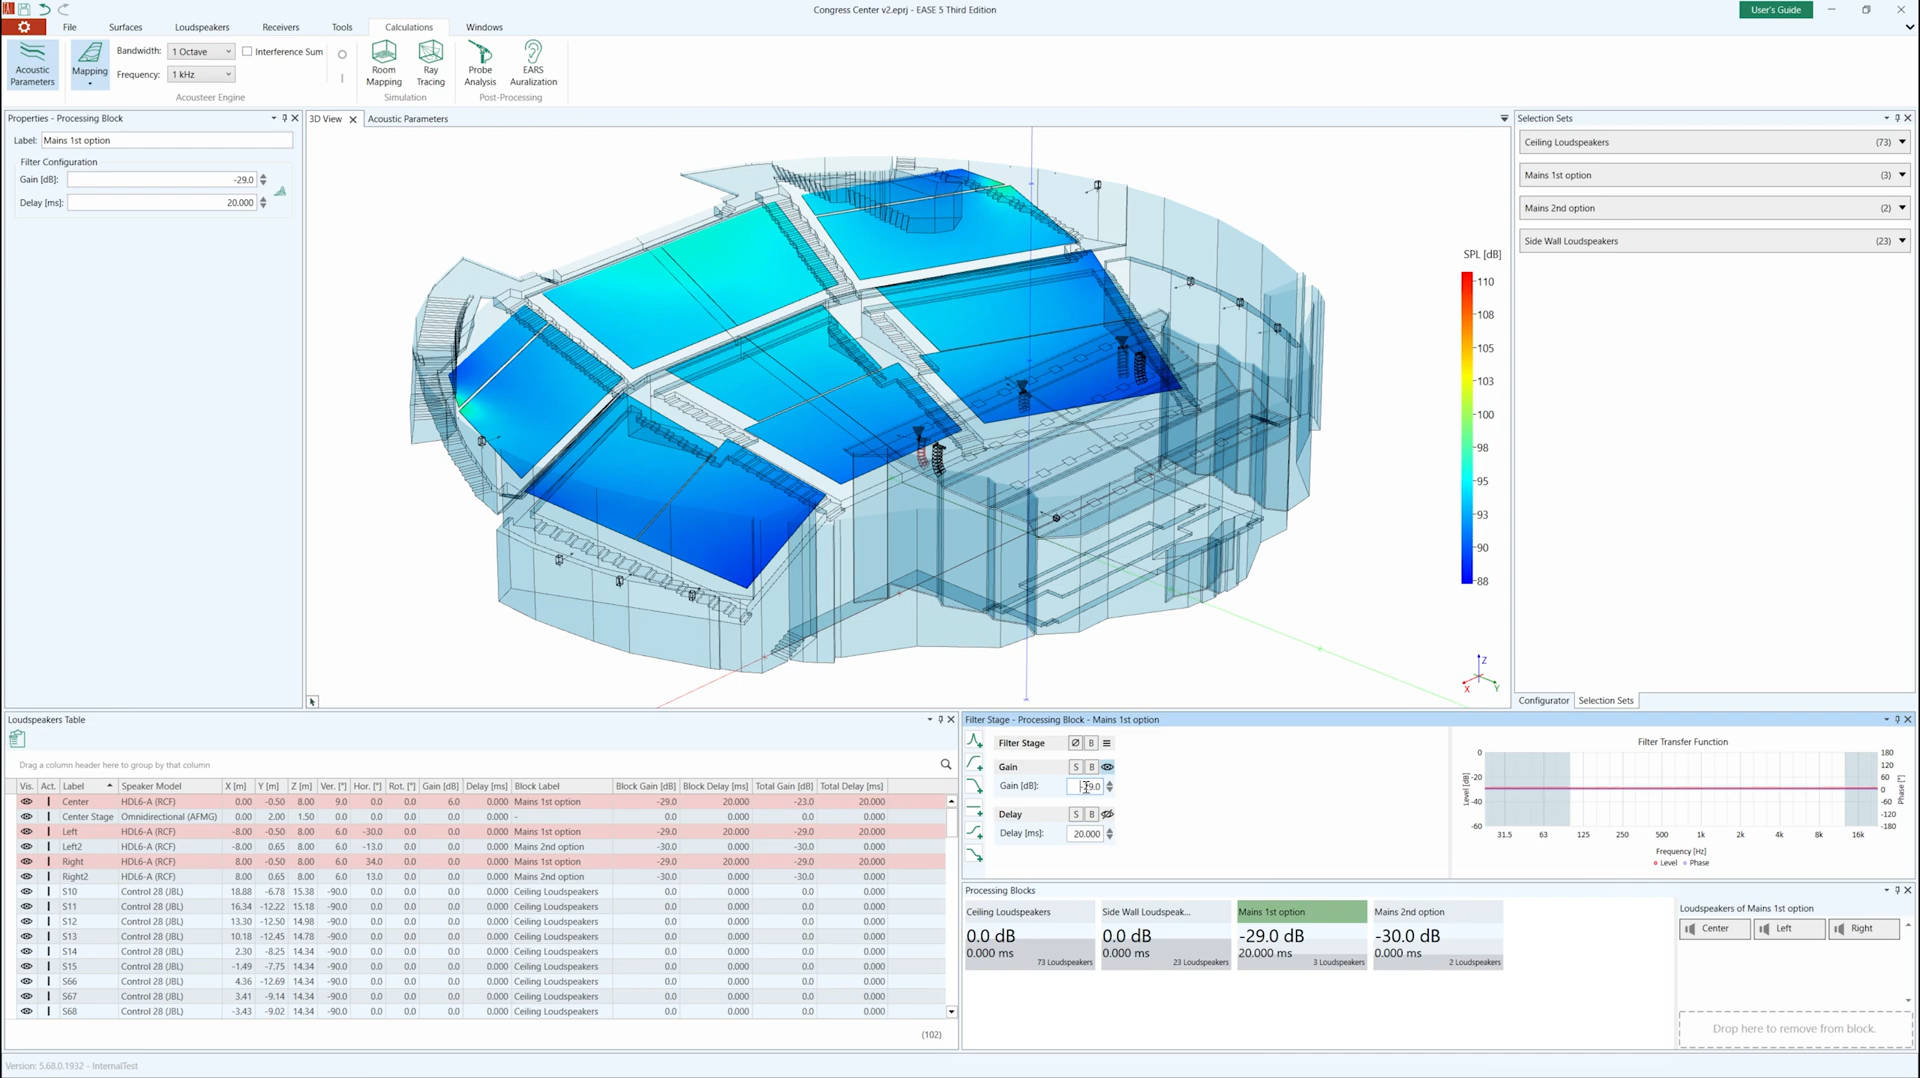 Congress Center v2.eprj - EASE 5 Third Edition
User's Guide
File Surfaces Loudspeakers Receivers Tools Calculations Windows
Acoustic Parameters
Mapping
Bandwidth: 1 Octave Interference Sum
Frequency: 1 kHz
Acousteer Engine
Room Mapping
Ray Tracing
Simulation
Probe Analysis
EARS Auralization
Post-Processing
Properties - Processing Block
Label: Mains 1st option
Filter Configuration
Gain [dB]: -29.0
Delay [ms]: 20.000
3D View Acoustic Parameters
SPL [dB]
110
108
105
103
100
98
95
93
90
88
Z
X Y
Selection Sets
Ceiling Loudspeakers (73)
Mains 1st option (3)
Mains 2nd option (2)
Side Wall Loudspeakers (23)
Configurator Selection Sets
Loudspeakers Table
Drag a column header here to group by that column
Vis. Act. Label Speaker Model X [m] Y [m] Z [m] Ver. [°] Hor. [°] Rot. [°] Gain [dB] Delay [ms] Block Label Block Gain [dB] Block Delay [ms] Total Gain [dB] Total Delay [ms]
Center HDL6-A (RCF) 0.00 -0.50 8.00 9.0 0.0 0.0 6.0 0.000 Mains 1st option -29.0 20.000 -23.0 20.000
Center Stage Omnidirectional (AFMG) 0.00 2.00 1.50 0.0 0.0 0.0 0.0 0.000 - 0.0 0.000 0.0 0.000
Left HDL6-A (RCF) -8.00 -0.50 8.00 6.0 -30.0 0.0 0.0 0.000 Mains 1st option -29.0 20.000 -29.0 20.000
Left2 HDL6-A (RCF) -8.00 0.65 8.00 6.0 -13.0 0.0 0.0 0.000 Mains 2nd option -30.0 0.000 -30.0 0.000
Right HDL6-A (RCF) 8.00 -0.50 8.00 6.0 34.0 0.0 0.0 0.000 Mains 1st option -29.0 20.000 -29.0 20.000
Right2 HDL6-A (RCF) 8.00 0.65 8.00 6.0 13.0 0.0 0.0 0.000 Mains 2nd option -30.0 0.000 -30.0 0.000
S10 Control 28 (JBL) 18.88 -6.78 15.38 -90.0 0.0 0.0 0.0 0.000 Ceiling Loudspeakers 0.0 0.000 0.0 0.000
S11 Control 28 (JBL) 16.34 -12.22 15.18 -90.0 0.0 0.0 0.0 0.000 Ceiling Loudspeakers 0.0 0.000 0.0 0.000
S12 Control 28 (JBL) 13.30 -12.50 14.98 -90.0 0.0 0.0 0.0 0.000 Ceiling Loudspeakers 0.0 0.000 0.0 0.000
S13 Control 28 (JBL) 10.18 -12.45 14.78 -90.0 0.0 0.0 0.0 0.000 Ceiling Loudspeakers 0.0 0.000 0.0 0.000
S14 Control 28 (JBL) 2.30 -8.25 14.34 -90.0 0.0 0.0 0.0 0.000 Ceiling Loudspeakers 0.0 0.000 0.0 0.000
S15 Control 28 (JBL) -1.49 -7.75 14.34 -90.0 0.0 0.0 0.0 0.000 Ceiling Loudspeakers 0.0 0.000 0.0 0.000
S66 Control 28 (JBL) 4.36 -12.69 14.34 -90.0 0.0 0.0 0.0 0.000 Ceiling Loudspeakers 0.0 0.000 0.0 0.000
S67 Control 28 (JBL) 3.41 -9.14 14.34 -90.0 0.0 0.0 0.0 0.000 Ceiling Loudspeakers 0.0 0.000 0.0 0.000
S68 Control 28 (JBL) -3.43 -9.02 14.34 -90.0 0.0 0.0 0.0 0.000 Ceiling Loudspeakers 0.0 0.000 0.0 0.000
(102)
Filter Stage - Processing Block - Mains 1st option
Filter Stage Ø B
Gain S B
Gain [dB]: -29.0
Delay S B
Delay [ms]: 20.000
Filter Transfer Function
Level [dB]
0
-20
-40
-60
180
120
60
0
-60
-120
-180
Phase [°]
31.5 63 125 250 500 1k 2k 4k 8k 16k
Frequency [Hz]
Level Phase
Processing Blocks
Ceiling Loudspeakers
0.0 dB
0.000 ms
73 Loudspeakers
Side Wall Loudspeak...
0.0 dB
0.000 ms
23 Loudspeakers
Mains 1st option
-29.0 dB
20.000 ms
3 Loudspeakers
Mains 2nd option
-30.0 dB
0.000 ms
2 Loudspeakers
Loudspeakers of Mains 1st option
Center Left Right
Drop here to remove from block.
Version: 5.68.0.1932 - InternalTest